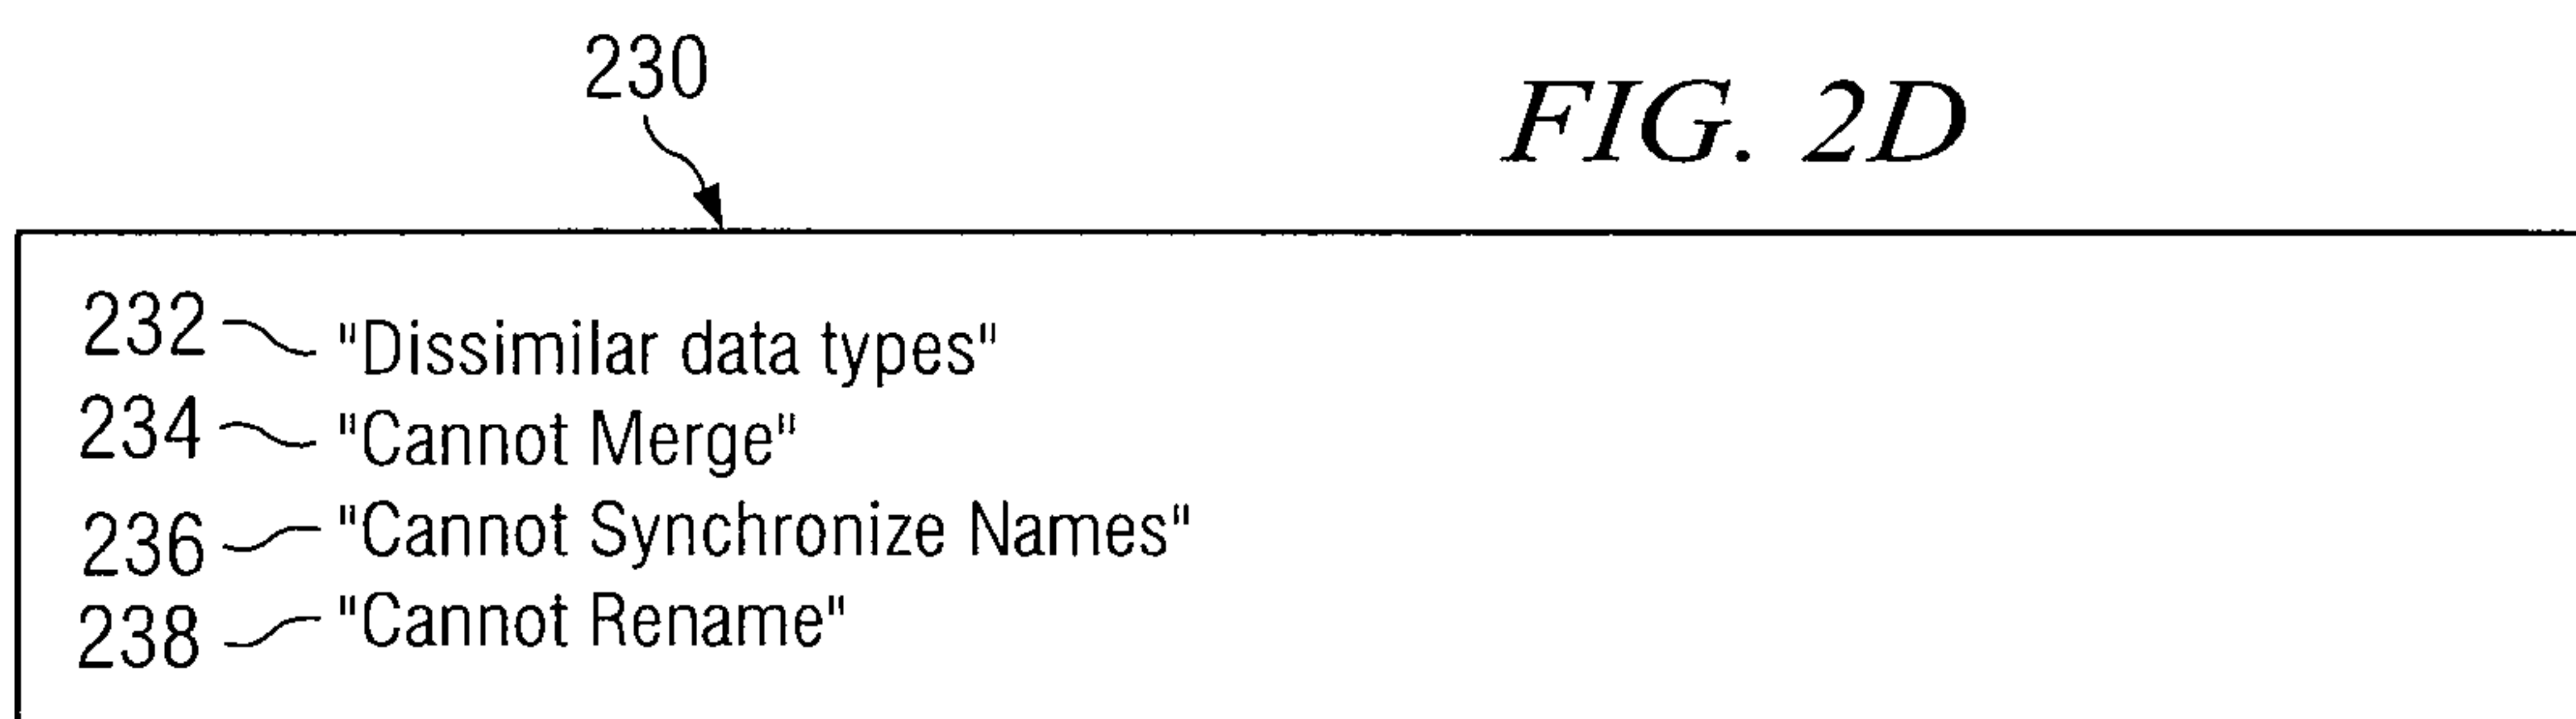 230
FIG. 2D
232 "Dissimilar data types"
234 "Cannot Merge"
236 "Cannot Synchronize Names"
238 "Cannot Rename"